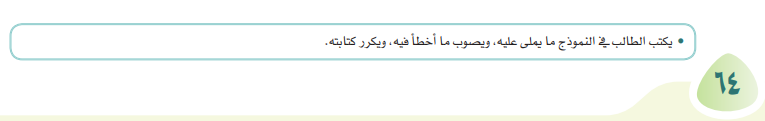 • يكتب الطالب في النموذج ما يملى عليه، ويصوب ما أخطأ فيه، ويكرر كتابته.
٦٤